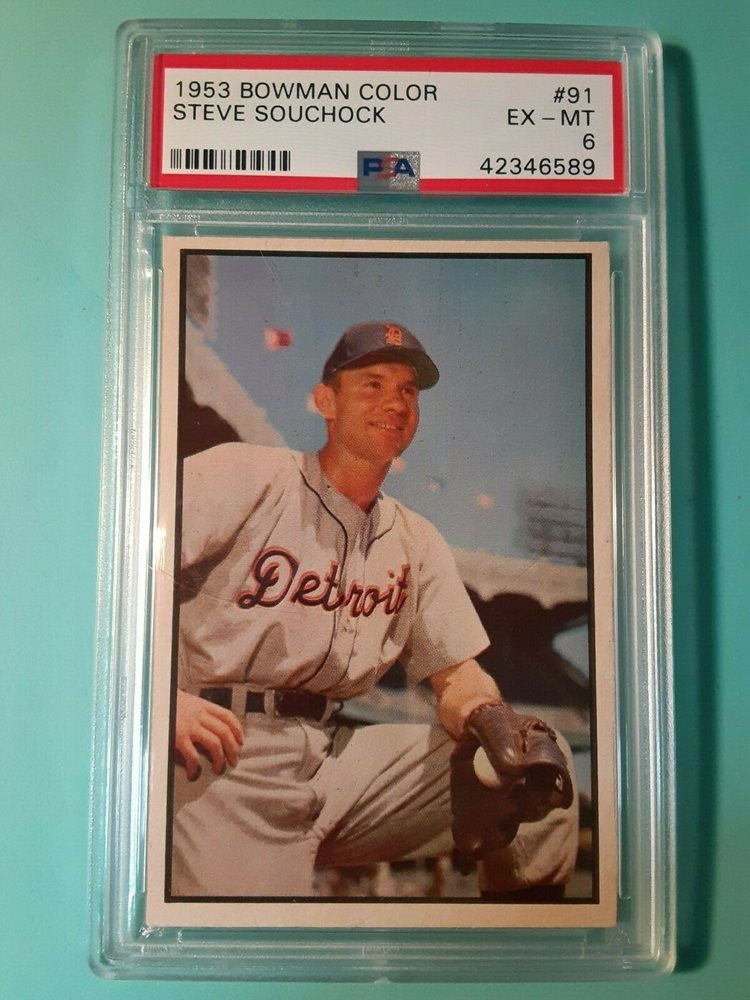 1953 BOWMAN COLOR #91
STEVE SOUCHOCK EX - MT
6
PSA 42346589
D
Detroit